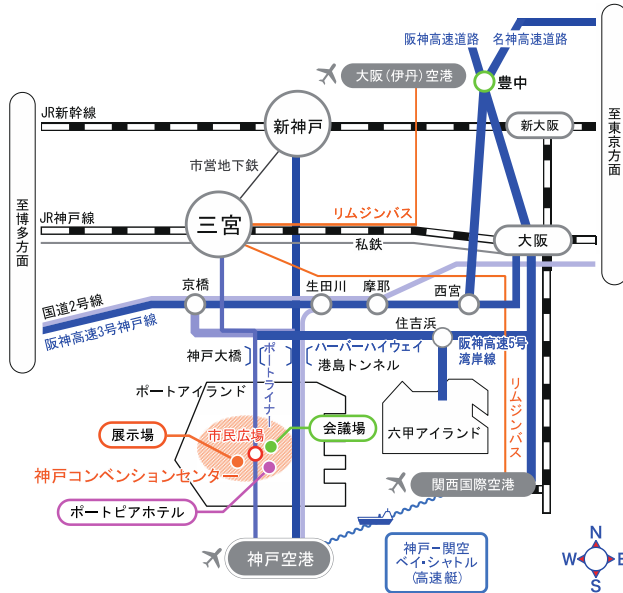 阪神高速道路
名神高速道路
大阪(伊丹)空港
豊中
至東京方面
JR新幹線
新神戸
新大阪
市営地下鉄
至博多方面
リムジンバス
JR神戸線
三宮
私鉄
大阪
京橋
生田川
摩耶
西宮
国道2号線
阪神高速3号神戸線
住吉浜
神戸大橋
ポートライナー
ハーバーハイウェイ
港島トンネル
阪神高速5号
湾岸線
リムジンバス
ポートアイランド
展示場
市民広場
会議場
六甲アイランド
神戸コンベンションセンター
ポートピアホテル
関西国際空港
神戸空港
神戸ー関空
ベイ・シャトル
(高速艇)
N
W
E
S